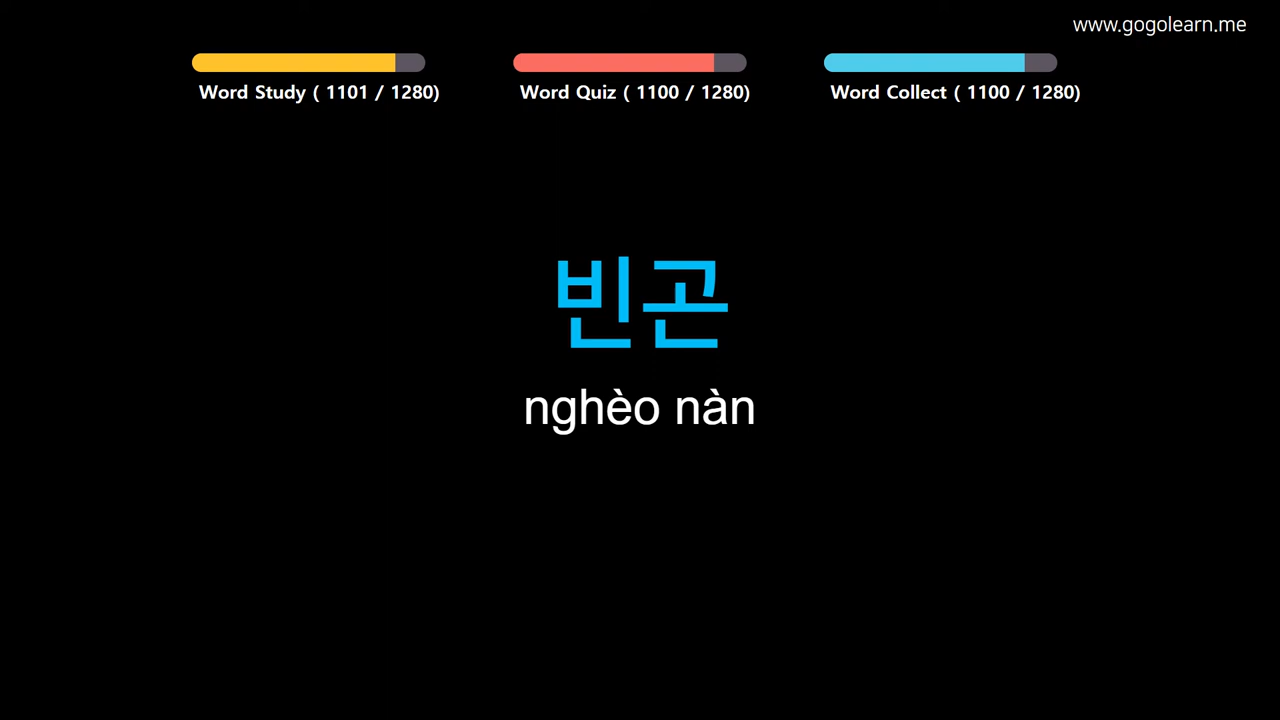 www.gogolearn.me
Word Study ( 1101 / 1280)
Word Quiz ( 1100 / 1280)
Word Collect ( 1100 / 1280)
빈곤
nghèo nàn